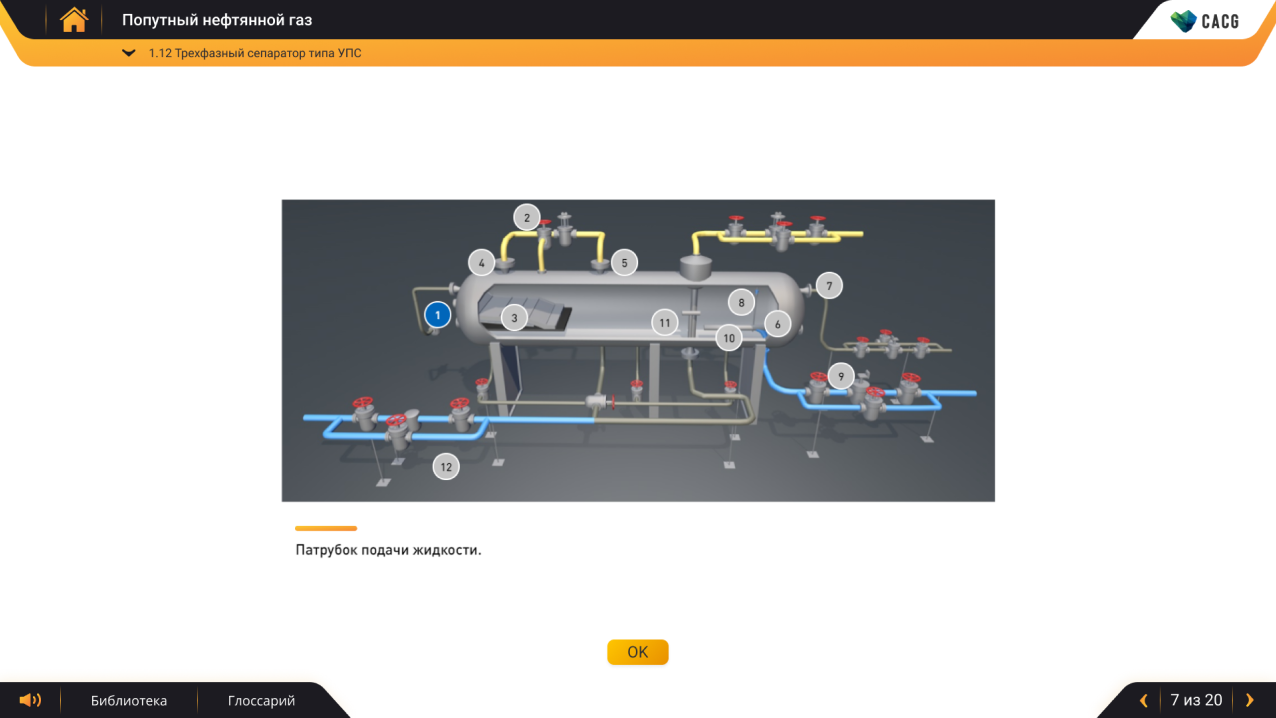 Попутный нефтянной газ
CACG
1.12 Трехфазный сепаратор типа УПС
2
4
5
7
8
1
3
11
6
10
9
12
Патрубок подачи жидкости.
OK
Библиотека
Глоссарий
7 из 20